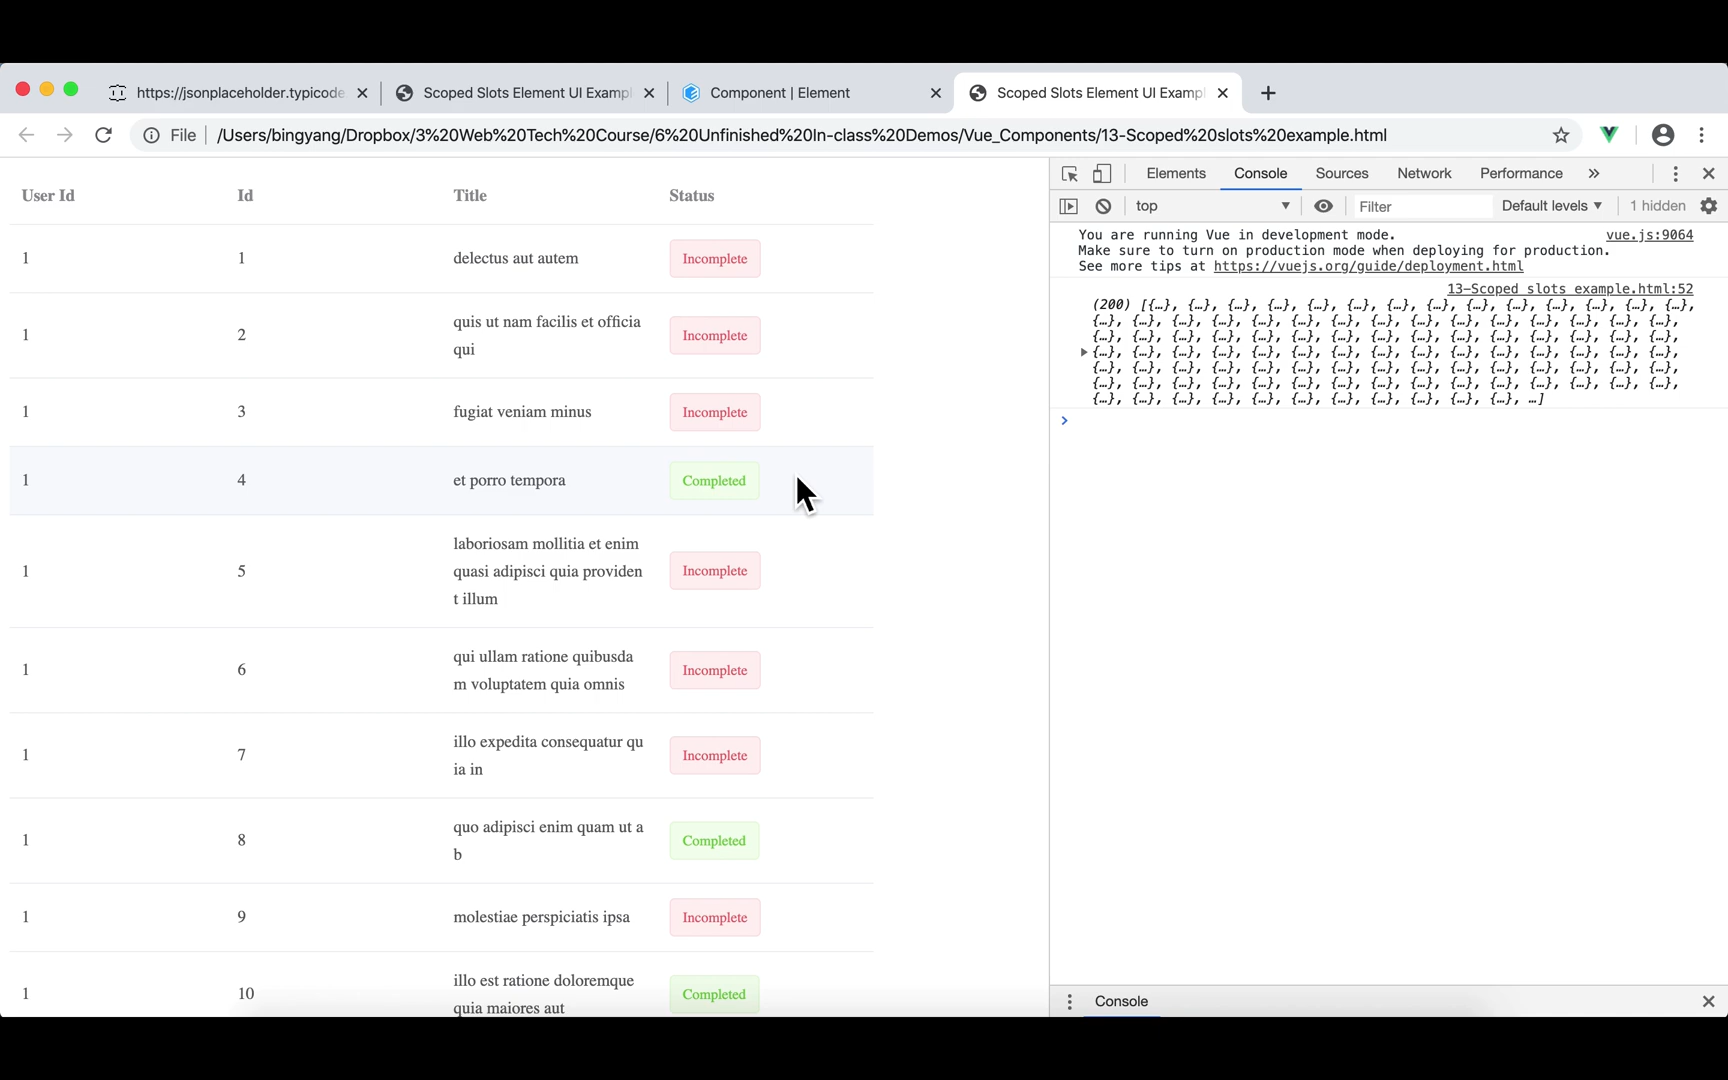 https://jsonplaceholder.typicode
Scoped Slots Element UI Exampl
Component | Element
Scoped Slots Element UI Exampl
File
/Users/bingyang/Dropbox/3%20Web%20Tech%20Course/6%20Unfinished%20In-class%20Demos/Vue_Components/13-Scoped%20slots%20example.html
User Id Id Title Status
1 1 delectus aut autem Incomplete
1 2 quis ut nam facilis et officia
qui Incomplete
1 3 fugiat veniam minus Incomplete
1 4 et porro tempora Completed
1 5 laboriosam mollitia et enim
quasi adipisci quia providen
t illum Incomplete
1 6 qui ullam ratione quibusda
m voluptatem quia omnis Incomplete
1 7 illo expedita consequatur qu
ia in Incomplete
1 8 quo adipisci enim quam ut a
b Completed
1 9 molestiae perspiciatis ipsa Incomplete
1 10 illo est ratione doloremque
quia maiores aut Completed
Elements Console Sources Network Performance »
top Filter Default levels ▼ 1 hidden
You are running Vue in development mode. vue.js:9064
Make sure to turn on production mode when deploying for production.
See more tips at https://vuejs.org/guide/deployment.html
13-Scoped slots example.html:52
(200) [{…}, {…}, {…}, {…}, {…}, {…}, {…}, {…}, {…}, {…}, {…}, {…}, {…}, {…},
{…}, {…}, {…}, {…}, {…}, {…}, {…}, {…}, {…}, {…}, {…}, {…}, {…}, {…}, {…},
{…}, {…}, {…}, {…}, {…}, {…}, {…}, {…}, {…}, {…}, {…}, {…}, {…}, {…}, {…},
{…}, {…}, {…}, {…}, {…}, {…}, {…}, {…}, {…}, {…}, {…}, {…}, {…}, {…}, {…},
{…}, {…}, {…}, {…}, {…}, {…}, {…}, {…}, {…}, {…}, {…}, {…}, {…}, {…}, {…},
{…}, {…}, {…}, {…}, {…}, {…}, {…}, {…}, {…}, {…}, {…}, {…}, {…}, {…}, {…},
{…}, {…}, {…}, {…}, {…}, {…}, {…}, {…}, {…}, {…}, {…}, …]
Console